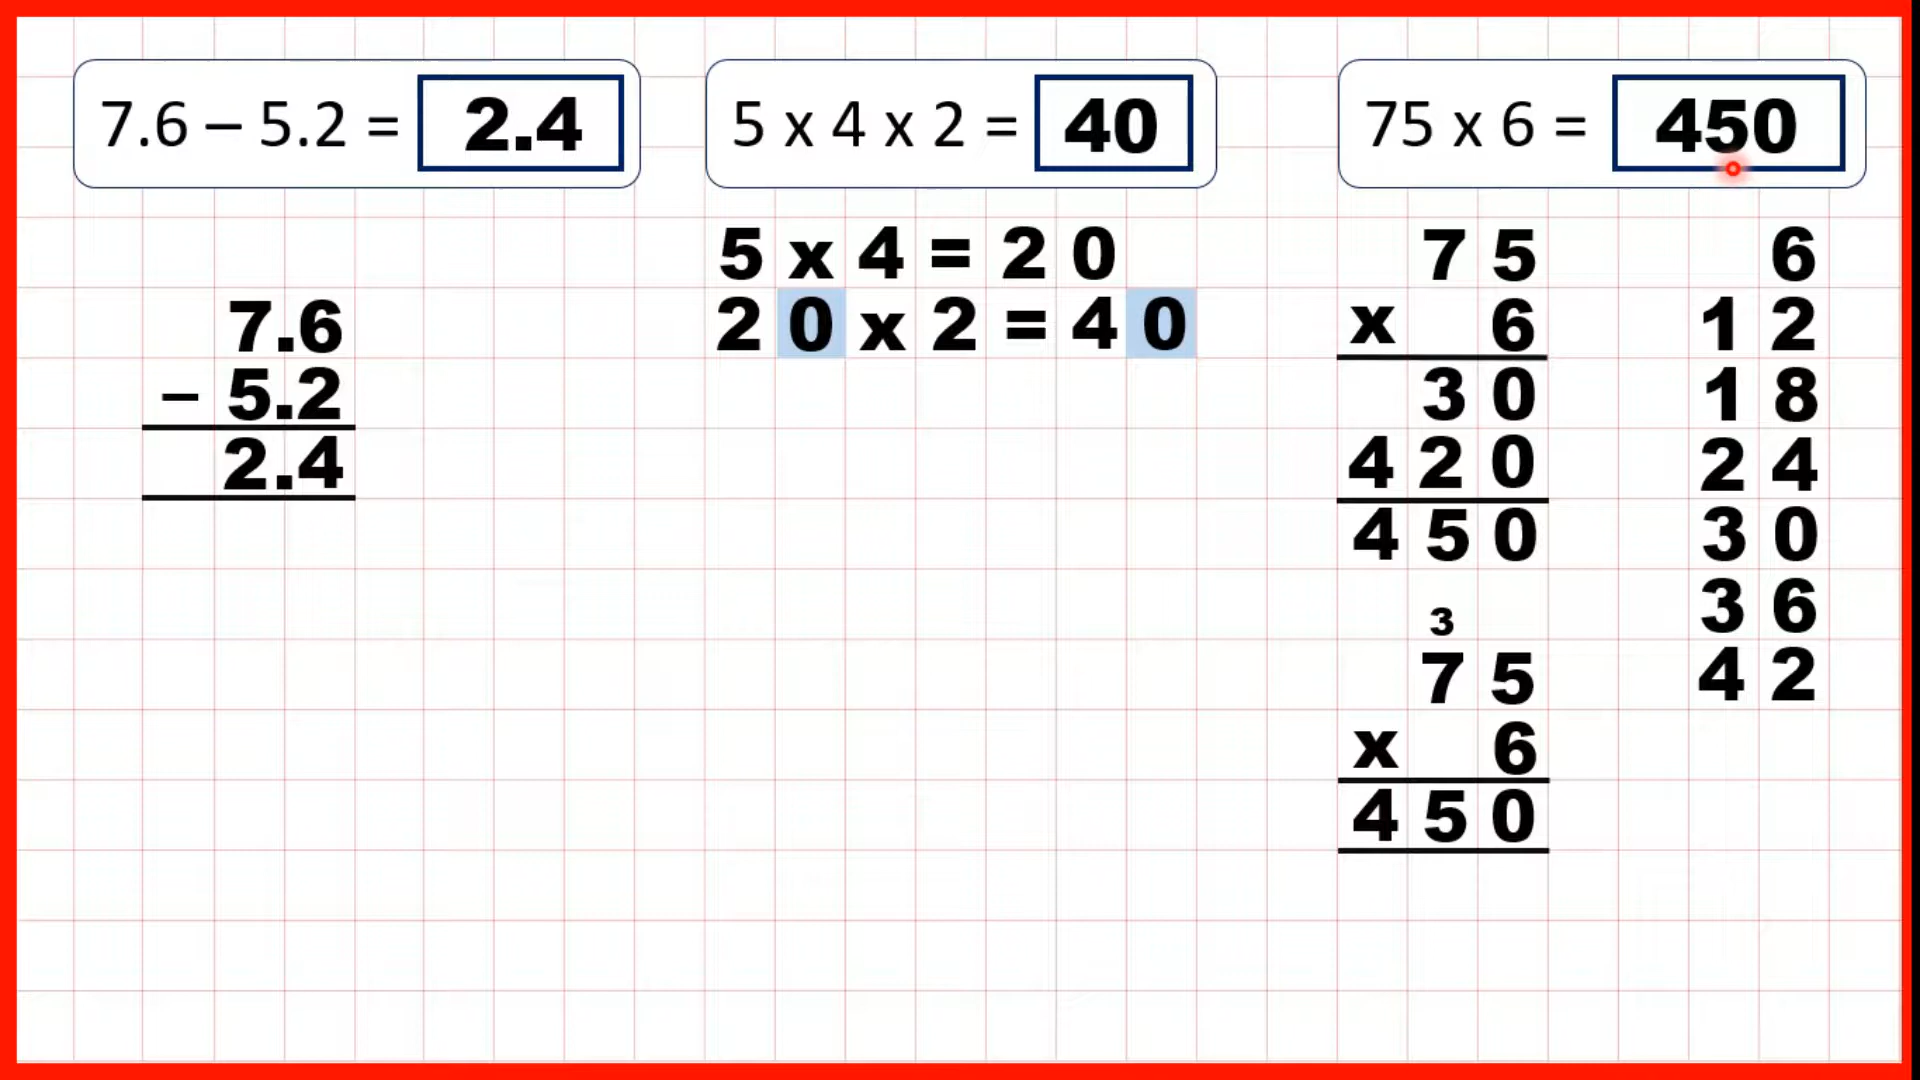 7.6 – 5.2 = 2.4
7.6
– 5.2
2.4
5 x 4 x 2 = 40
5 x 4 = 2 0
2 0 x 2 = 4 0
75 x 6 = 450
7 5
x 6
3 0
4 2 0
4 5 0
3
7 5
x 6
4 5 0
6
1 2
1 8
2 4
3 0
3 6
4 2